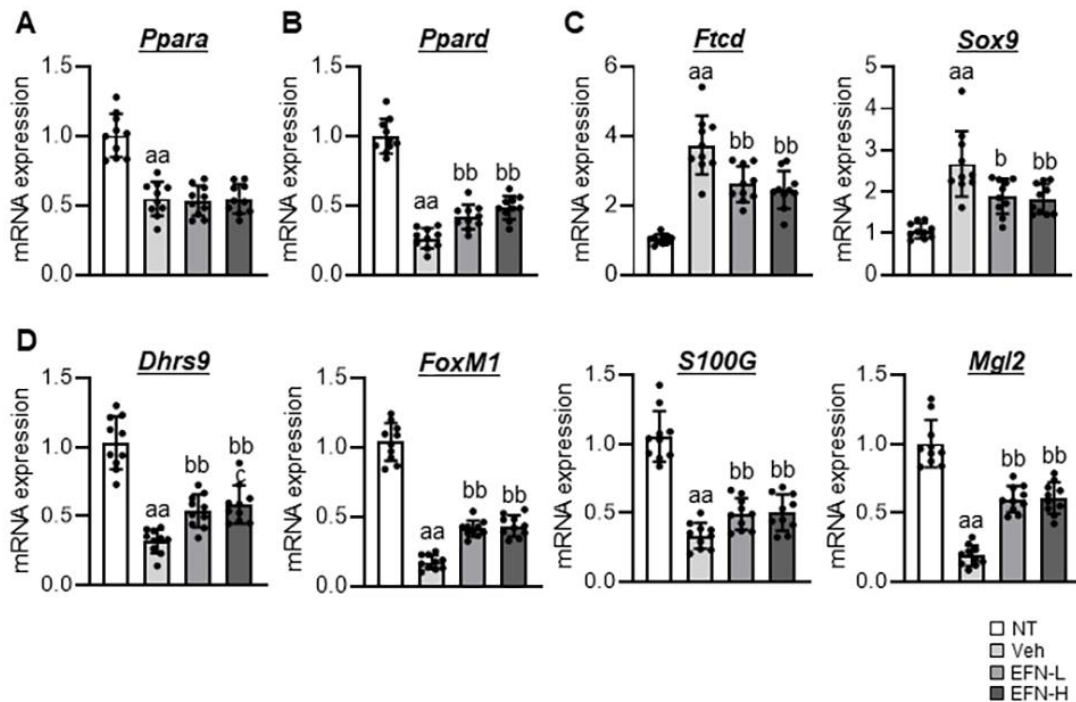 A
Ppara
mRNA expression
1.5
1.0
0.5
0.0
aa
B
Ppard
mRNA expression
1.5
1.0
0.5
0.0
aa
bb
bb
C
Ftcd
mRNA expression
6
4
2
0
aa
bb
bb
Sox9
mRNA expression
5
4
3
2
1
0
aa
b
bb
D
Dhrs9
mRNA expression
1.5
1.0
0.5
0.0
aa
bb
bb
c
FoxM1
mRNA expression
1.5
1.0
0.5
0.0
aa
bb
bb
S100G
mRNA expression
1.5
1.0
0.5
0.0
aa
bb
bb
Mgl2
mRNA expression
1.5
1.0
0.5
0.0
aa
bb
bb
NT
Veh
EFN-L
EFN-H